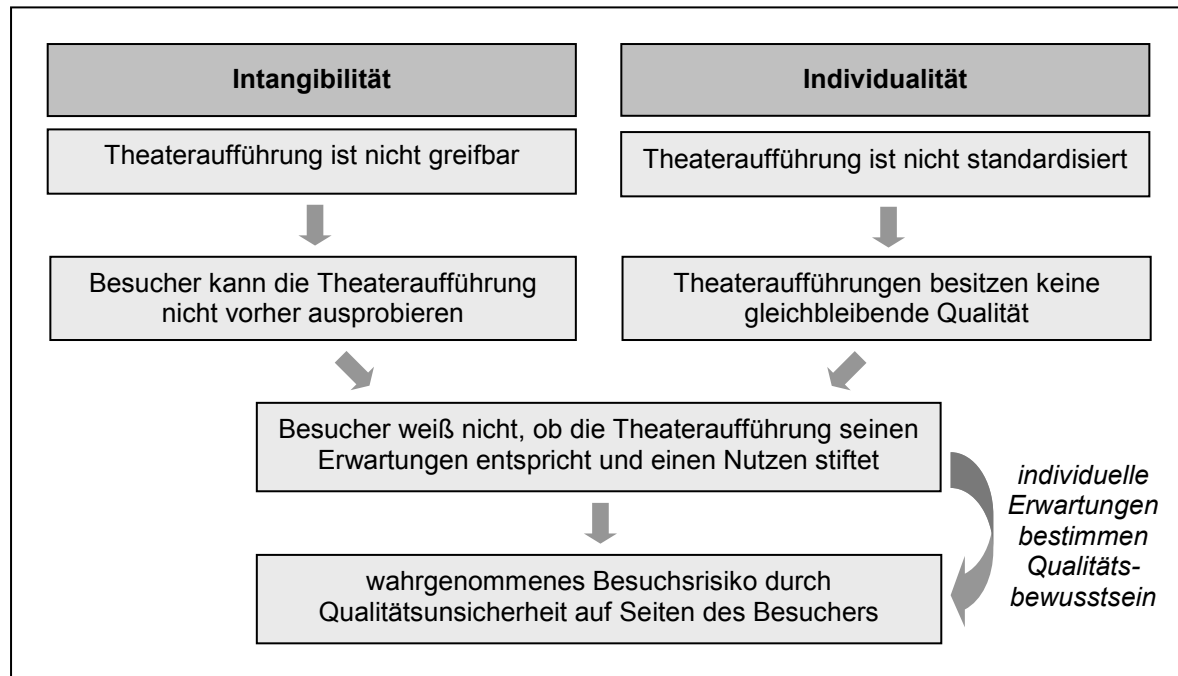 Intangibilität
Individualität
Theateraufführung ist nicht greifbar
Theateraufführung ist nicht standardisiert
Besucher kann die Theateraufführung
nicht vorher ausprobieren
Theateraufführungen besitzen keine
gleichbleibende Qualität
Besucher weiß nicht, ob die Theateraufführung seinen
Erwartungen entspricht und einen Nutzen stiftet
individuelle
Erwartungen
bestimmen
Qualitäts-
bewusstsein
wahrgenommenes Besuchsrisiko durch
Qualitätsunsicherheit auf Seiten des Besuchers